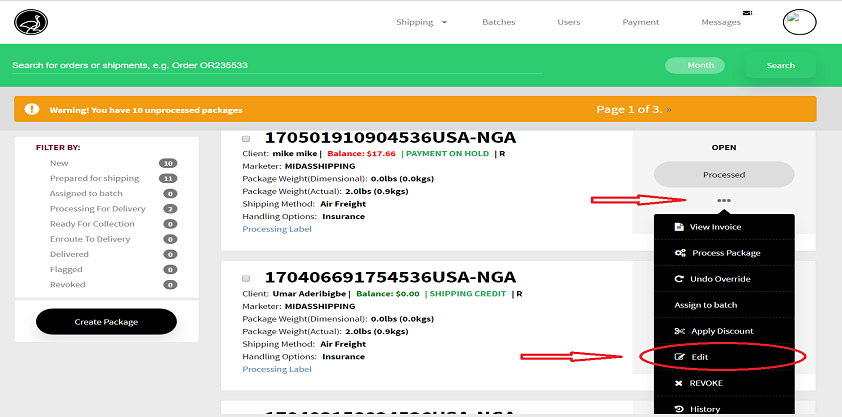 Shipping
Batches
Users
Payment
Messages
Search for orders or shipments, e.g. Order OR235533
Month
Search
Warning! You have 10 unprocessed packages
Page 1 of 3. »
FILTER BY:
New 10
Prepared for shipping 11
Assigned to batch 0
Processing For Delivery 2
Ready For Collection 0
Enroute To Delivery 0
Delivered 0
Flagged 0
Revoked 0
Create Package
170501910904536USA-NGA
Client: mike mike | Balance: $17.66 | PAYMENT ON HOLD | R
Marketer: MIDASSHIPPING
Package Weight(Dimensional): 0.0lbs (0.0kgs)
Package Weight(Actual): 2.0lbs (0.9kgs)
Shipping Method: Air Freight
Handling Options: Insurance
Processing Label
OPEN
Processed
View Invoice
Process Package
Undo Override
Assign to batch
Apply Discount
Edit
REVOKE
History
170406691754536USA-NGA
Client: Umar Aderibigbe | Balance: $0.00 | SHIPPING CREDIT | R
Marketer: MIDASSHIPPING
Package Weight(Dimensional): 0.0lbs (0.0kgs)
Package Weight(Actual): 2.0lbs (0.9kgs)
Shipping Method: Air Freight
Handling Options: Insurance
Processing Label